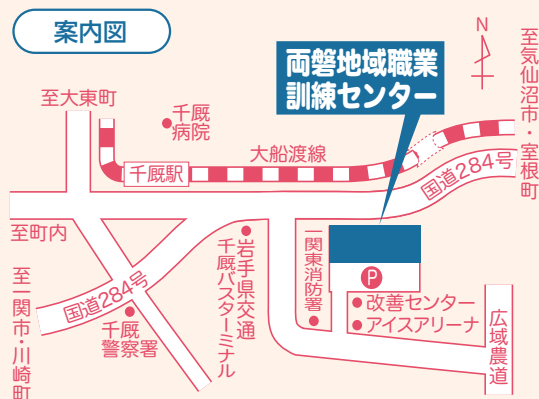 案内図
両磐地域職業
訓練センター
N
至気仙沼市・室根町
至大東町
千厩
病院
大船渡線
千厩駅
国道284号
至町内
至一関市・川崎町
国道284号
千厩
警察署
岩手県交通
千厩バスターミナル
一関東消防署
P
改善センター
アイスアリーナ
広域農道